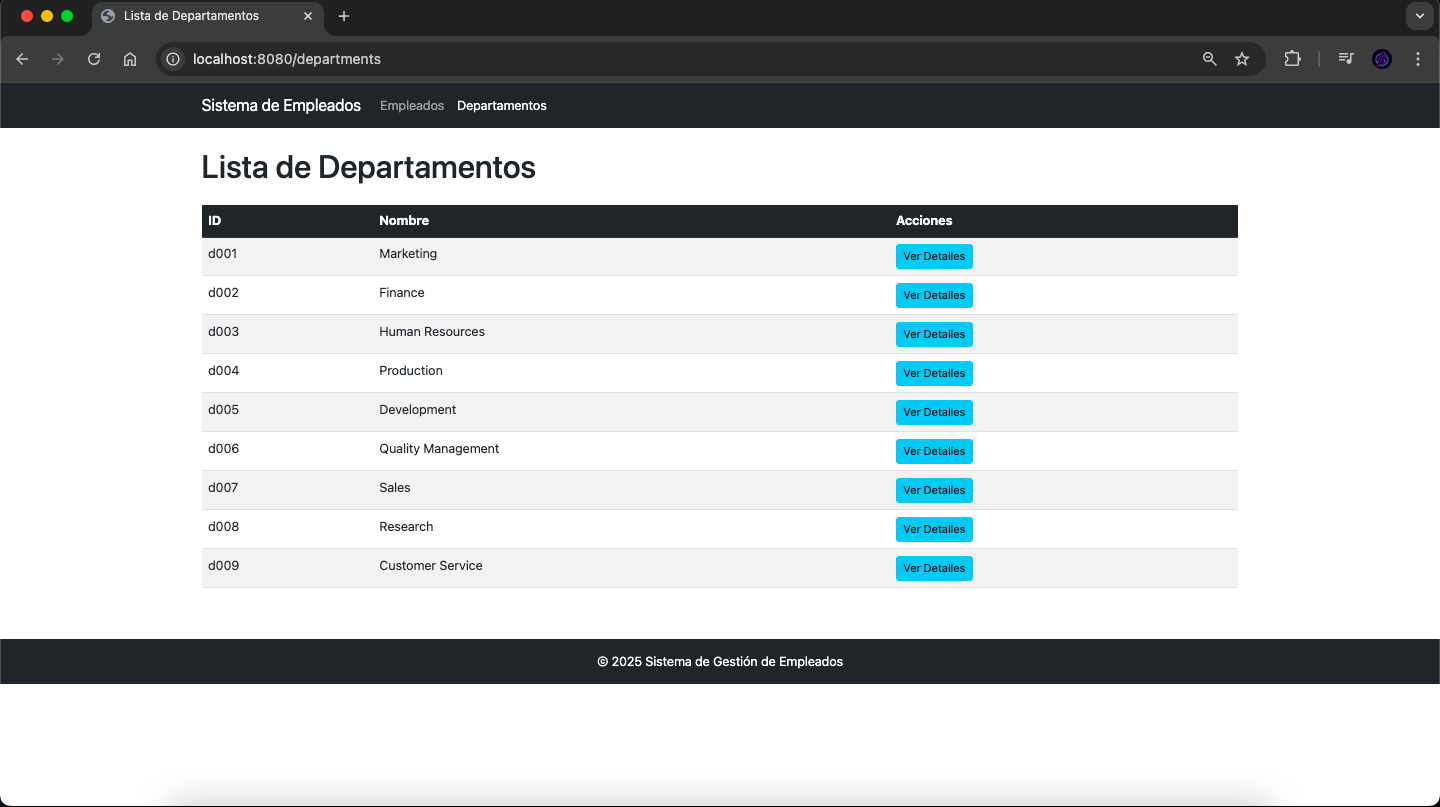 Lista de Departamentos
localhost:8080/departments
Sistema de Empleados Empleados Departamentos
Lista de Departamentos
ID Nombre Acciones
d001 Marketing Ver Detalles
d002 Finance Ver Detalles
d003 Human Resources Ver Detalles
d004 Production Ver Detalles
d005 Development Ver Detalles
d006 Quality Management Ver Detalles
d007 Sales Ver Detalles
d008 Research Ver Detalles
d009 Customer Service Ver Detalles
© 2025 Sistema de Gestión de Empleados